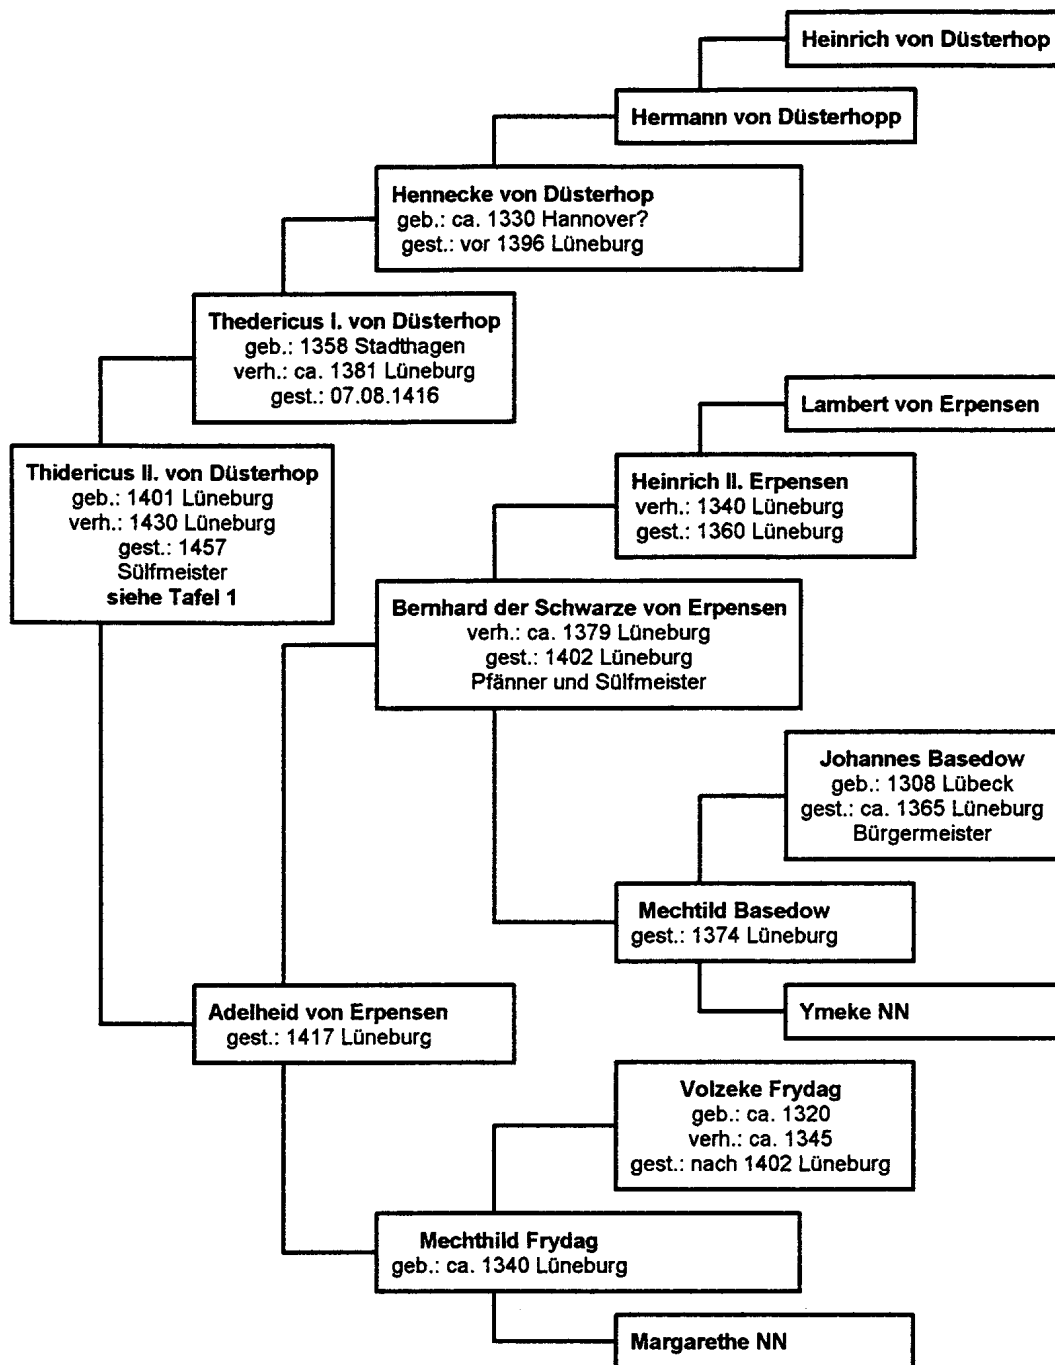 Heinrich von Düsterhop
Hermann von Düsterhopp
Hennecke von Düsterhop
geb.: ca. 1330 Hannover?
gest.: vor 1396 Lüneburg
Thedericus I. von Düsterhop
geb.: 1358 Stadthagen
verh.: ca. 1381 Lüneburg
gest.: 07.08.1416
Lambert von Erpensen
Thidericus II. von Düsterhop
geb.: 1401 Lüneburg
verh.: 1430 Lüneburg
gest.: 1457
Sülfmeister
siehe Tafel 1
Heinrich II. Erpensen
verh.: 1340 Lüneburg
gest.: 1360 Lüneburg
Bernhard der Schwarze von Erpensen
verh.: ca. 1379 Lüneburg
gest.: 1402 Lüneburg
Pfänner und Sülfmeister
Johannes Basedow
geb.: 1308 Lübeck
gest.: ca. 1365 Lüneburg
Bürgermeister
Mechtild Basedow
gest.: 1374 Lüneburg
Ymeke NN
Adelheid von Erpensen
gest.: 1417 Lüneburg
Volzeke Frydag
geb.: ca. 1320
verh.: ca. 1345
gest.: nach 1402 Lüneburg
Mechthild Frydag
geb.: ca. 1340 Lüneburg
Margarethe NN